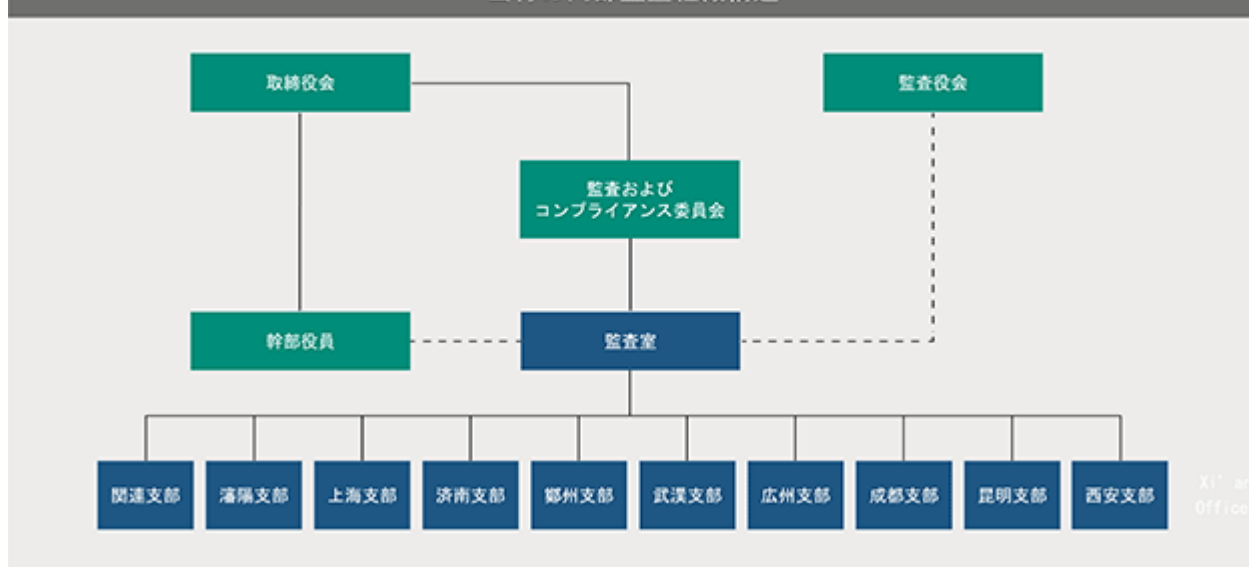 取締役会
監査役会
監査および
コンプライアンス委員会
幹部役員
監査室
関連支部
瀋陽支部
上海支部
済南支部
鄭州支部
武漢支部
広州支部
成都支部
昆明支部
西安支部
Xi' an
Office